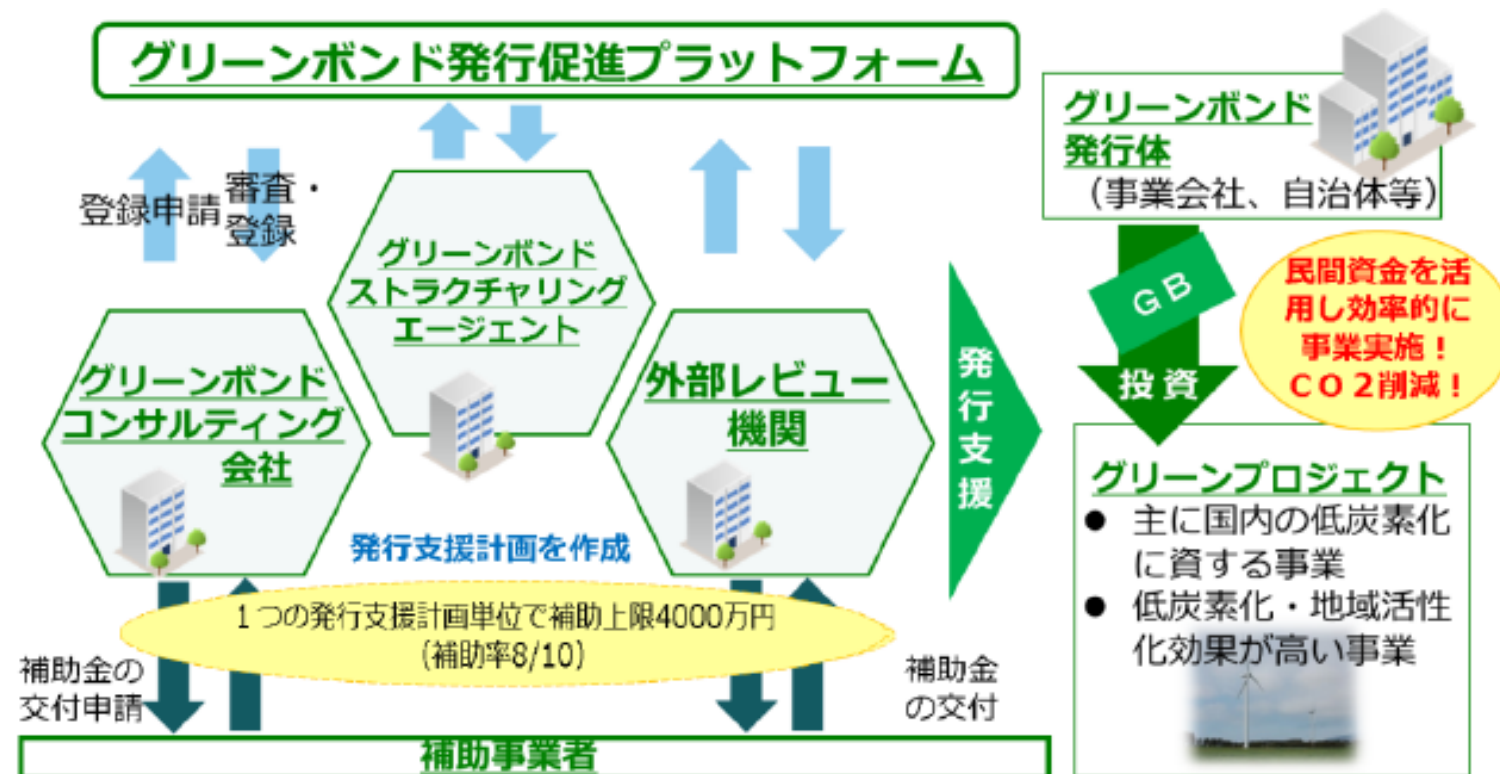 グリーンボンド発行促進プラットフォーム
登録申請
審査・
登録
グリーンボンド
ストラクチャリング
エージェント
グリーンボンド
コンサルティング
会社
外部レビュー
機関
発行支援計画を作成
1つの発行支援計画単位で補助上限4000万円
(補助率8/10)
補助金の
交付申請
補助金
の交付
補助事業者
発行支援
グリーンボンド
発行体
（事業会社、自治体等）
GB
投資
民間資金を活
用し効率的に
事業実施！
CO2削減！
グリーンプロジェクト
● 主に国内の低炭素化
に資する事業
● 低炭素化・地域活性
化効果が高い事業